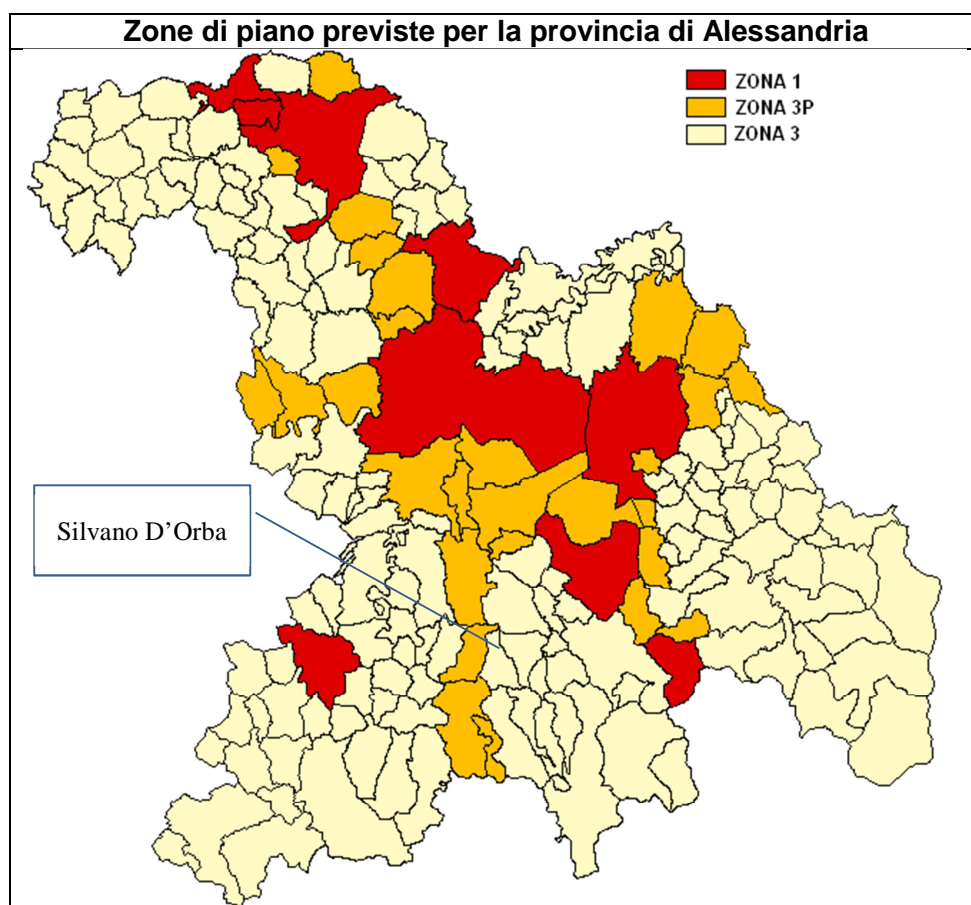 Zone di piano previste per la provincia di Alessandria
ZONA 1
ZONA 3P
ZONA 3
Silvano D’Orba